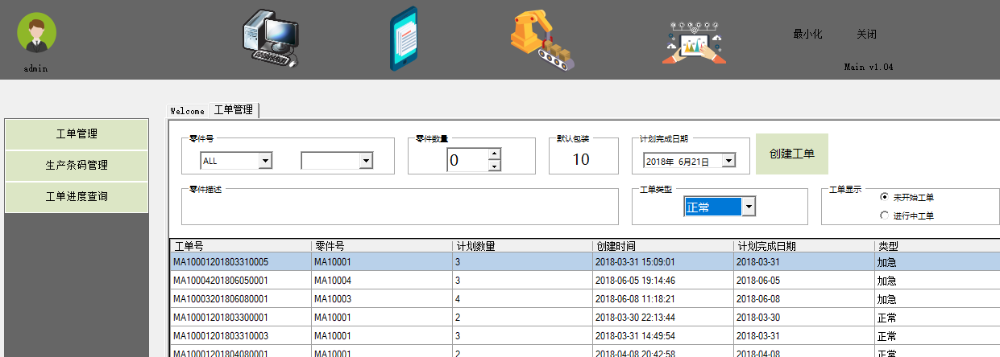 最小化 关闭
admin
Main v1.04
Welcome 工单管理
工单管理
生产条码管理
工单进度查询
零件号 零件数量 默认包装 计划完成日期
ALL 0 10 2018年 6月21日 创建工单
零件描述 工单类型 工单显示
正常 未开始工单
进行中工单
工单号 零件号 计划数量 创建时间 计划完成日期 类型
MA10001201803310005 MA10001 3 2018-03-31 15:09:01 2018-03-31 加急
MA10004201806050001 MA10004 3 2018-06-05 19:14:46 2018-06-05 加急
MA10003201806080001 MA10003 4 2018-06-08 11:18:21 2018-06-08 加急
MA10001201803300001 MA10001 2 2018-03-30 22:13:44 2018-03-30 正常
MA10001201803310003 MA10001 3 2018-03-31 14:49:54 2018-03-31 正常
MA10001201804080001 MA10001 2 2018-04-08 20:42:58 2018-04-08 正常